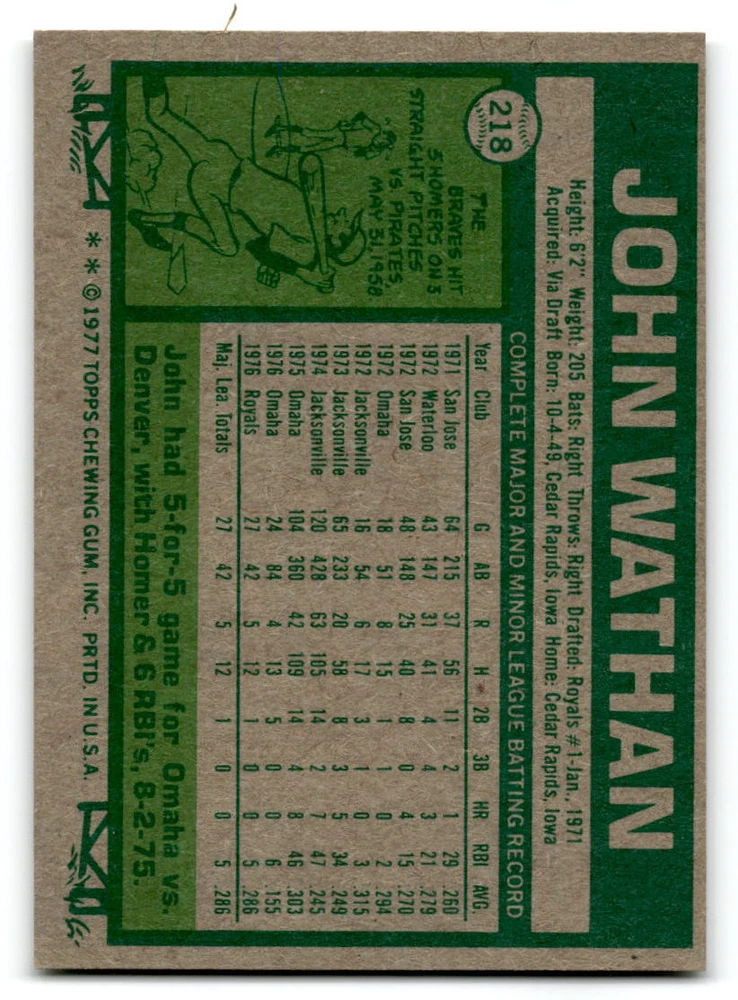 JOHN WATHAN
218
Height: 6'2" Weight: 205 Bats: Right Throws: Right Drafted: Royals #1-Jan., 1971
Acquired: Via Draft Born: 10-4-49, Cedar Rapids, Iowa Home: Cedar Rapids, Iowa
THE
BRAVES HIT
3 HOMERS ON 3
STRAIGHT PITCHES
VS. PIRATES,
MAY 31, 1958
COMPLETE MAJOR AND MINOR LEAGUE BATTING RECORD
Year Club G AB R H 2B 3B HR RBI AVG.
1971 San Jose 64 215 37 56 11 2 1 29 .260
1972 Waterloo 43 147 31 41 4 4 3 21 .279
1972 San Jose 48 148 25 40 8 0 4 15 .270
1972 Omaha 18 51 8 15 1 0 0 2 .294
1972 Jacksonville 16 54 6 17 3 1 0 3 .315
1973 Jacksonville 65 233 20 58 8 3 5 34 .249
1974 Jacksonville 120 428 63 105 14 2 7 47 .245
1975 Omaha 104 360 42 109 14 4 8 46 .303
1976 Omaha 24 84 4 13 5 0 0 6 .155
1976 Royals 27 42 5 12 1 0 0 5 .286
Maj. Lea. Totals 27 42 5 12 1 0 0 5 .286
John had 5-for-5 game for Omaha vs.
Denver, with Homer & 6 RBI's, 8-2-75.
* * © 1977 TOPPS CHEWING GUM, INC. PRTD. IN U.S.A.